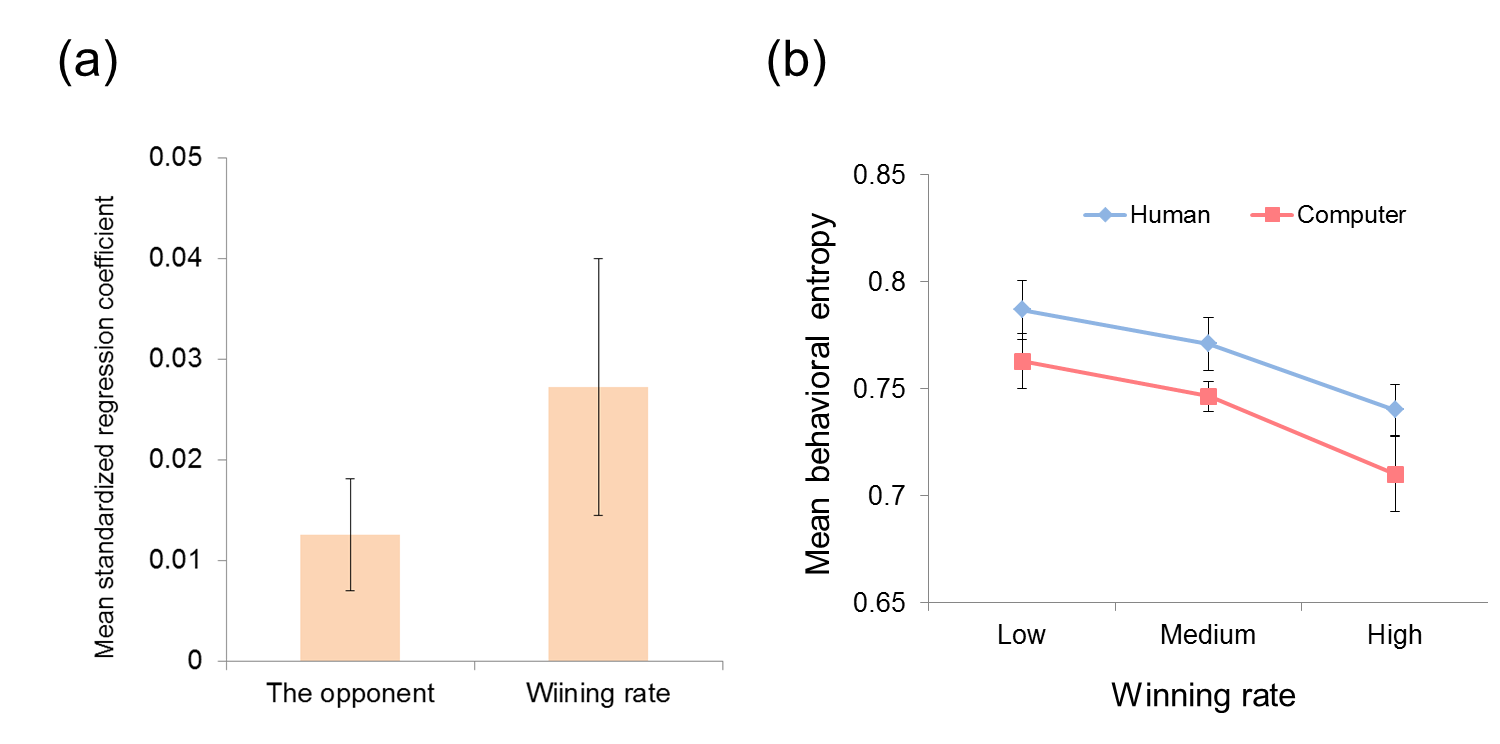 (a)
Mean standardized regression coefficient
0.05
0.04
0.03
0.02
0.01
0
The opponent
Wiining rate
(b)
Mean behavioral entropy
0.85
0.8
0.75
0.7
0.65
Human
Computer
Low
Medium
High
Winning rate